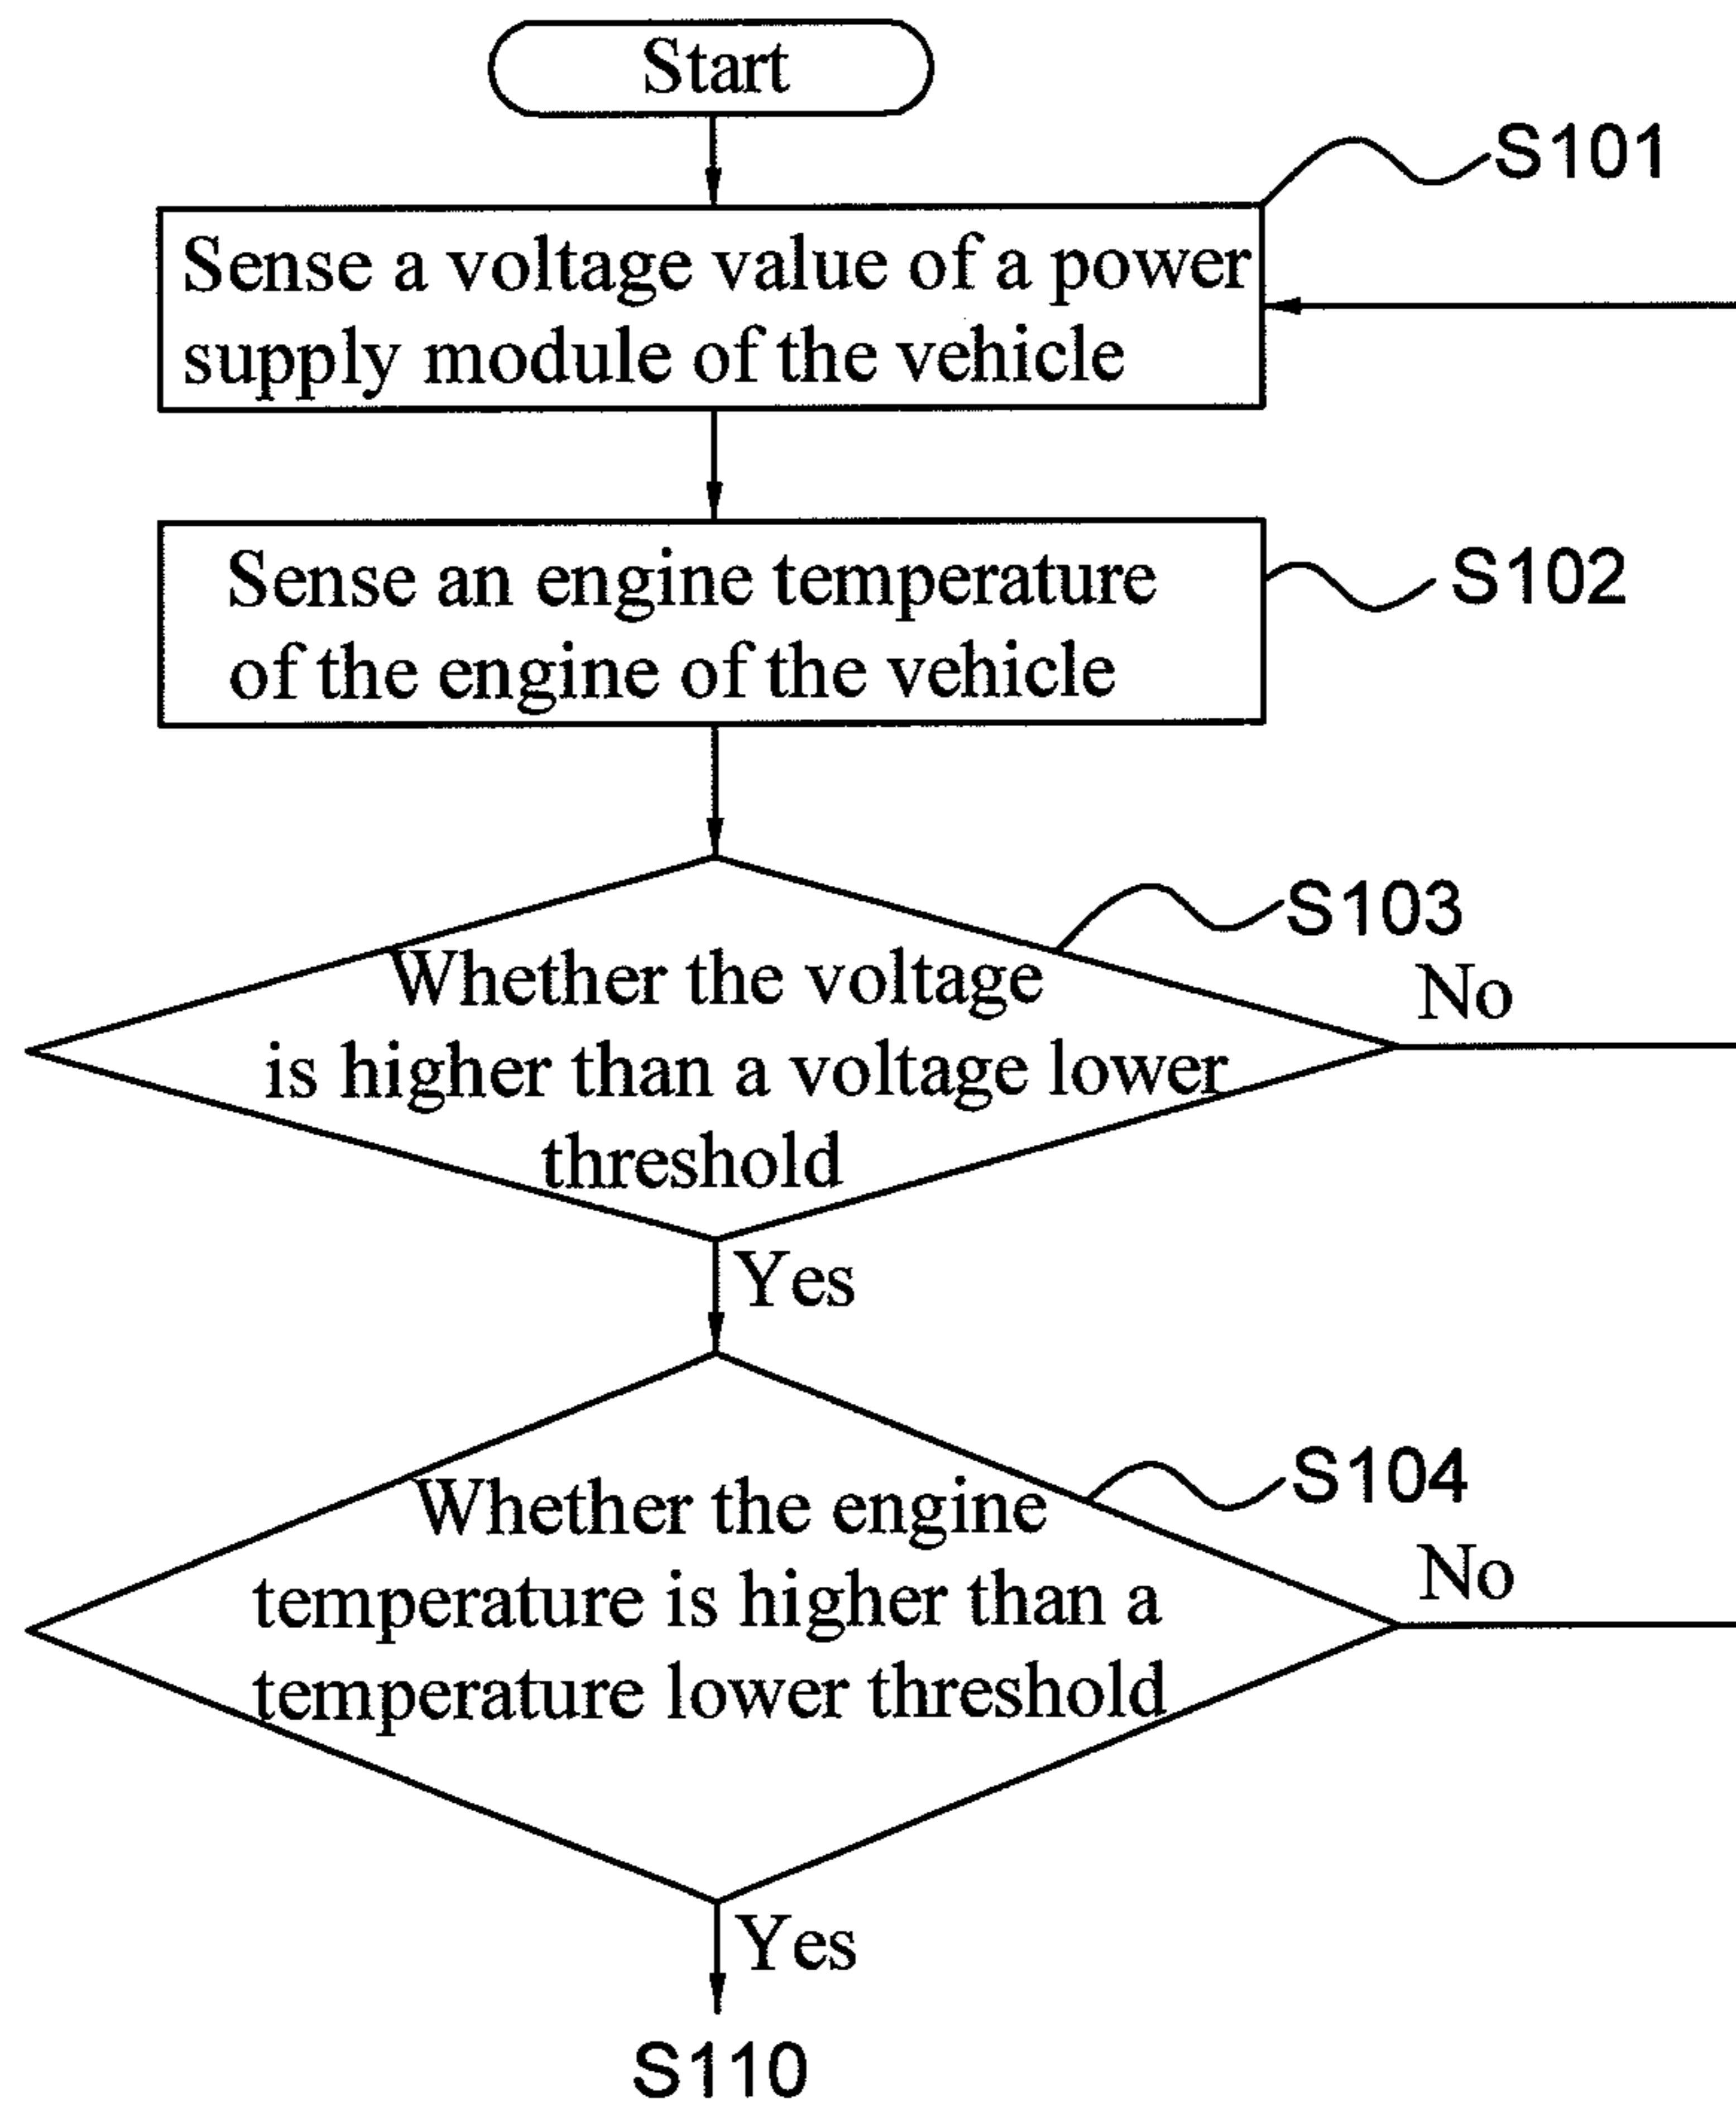 Start
S101
Sense a voltage value of a power
supply module of the vehicle
Sense an engine temperature
of the engine of the vehicle
S102
S103
Whether the voltage
is higher than a voltage lower
threshold
No
Yes
S104
Whether the engine
temperature is higher than a
temperature lower threshold
No
Yes
S110